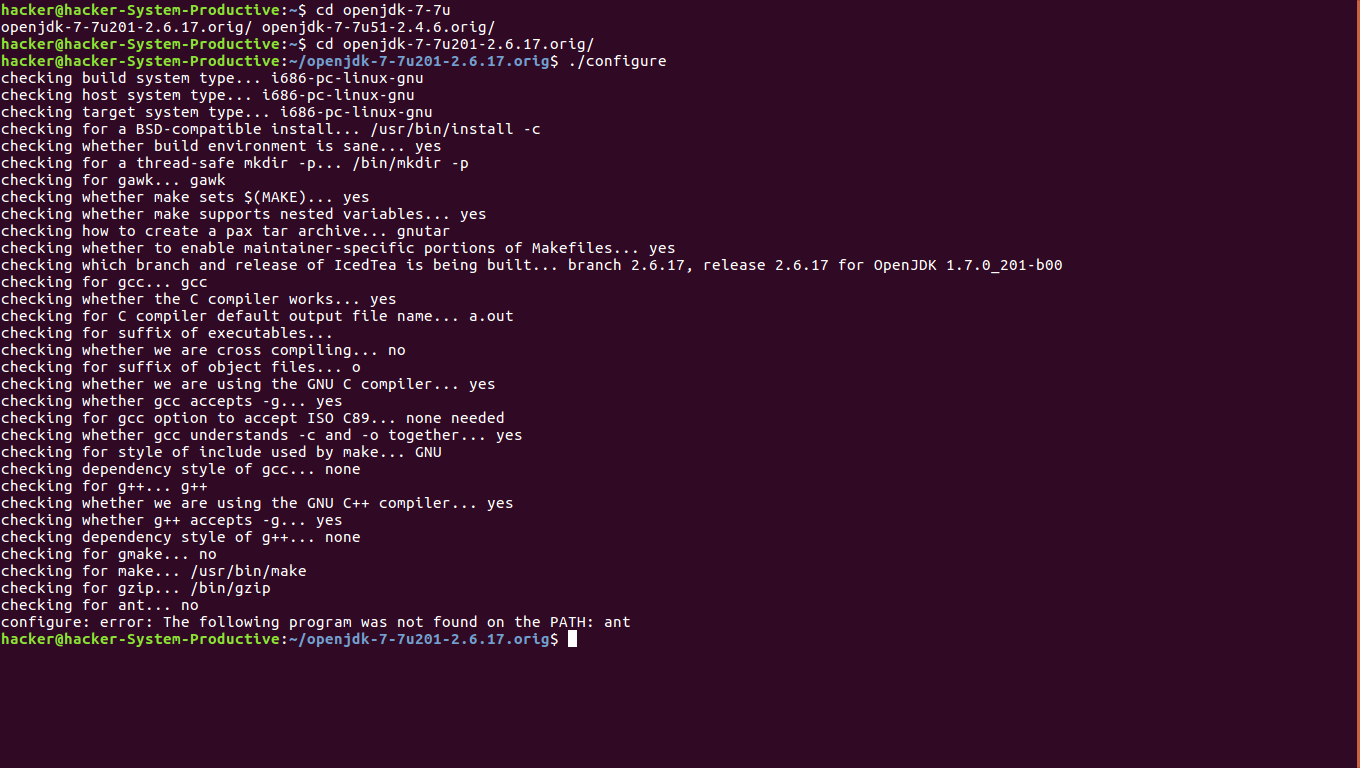 hacker@hacker-System-Productive:~$ cd openjdk-7-7u
openjdk-7-7u201-2.6.17.orig/ openjdk-7-7u51-2.4.6.orig/
hacker@hacker-System-Productive:~$ cd openjdk-7-7u201-2.6.17.orig/
hacker@hacker-System-Productive:~/openjdk-7-7u201-2.6.17.orig$ ./configure
checking build system type... i686-pc-linux-gnu
checking host system type... i686-pc-linux-gnu
checking target system type... i686-pc-linux-gnu
checking for a BSD-compatible install... /usr/bin/install -c
checking whether build environment is sane... yes
checking for a thread-safe mkdir -p... /bin/mkdir -p
checking for gawk... gawk
checking whether make sets $(MAKE)... yes
checking whether make supports nested variables... yes
checking how to create a pax tar archive... gnutar
checking whether to enable maintainer-specific portions of Makefiles... yes
checking which branch and release of IcedTea is being built... branch 2.6.17, release 2.6.17 for OpenJDK 1.7.0_201-b00
checking for gcc... gcc
checking whether the C compiler works... yes
checking for C compiler default output file name... a.out
checking for suffix of executables...
checking whether we are cross compiling... no
checking for suffix of object files... o
checking whether we are using the GNU C compiler... yes
checking whether gcc accepts -g... yes
checking for gcc option to accept ISO C89... none needed
checking whether gcc understands -c and -o together... yes
checking for style of include used by make... GNU
checking dependency style of gcc... none
checking for g++... g++
checking whether we are using the GNU C++ compiler... yes
checking whether g++ accepts -g... yes
checking dependency style of g++... none
checking for gmake... no
checking for make... /usr/bin/make
checking for gzip... /bin/gzip
checking for ant... no
configure: error: The following program was not found on the PATH: ant
hacker@hacker-System-Productive:~/openjdk-7-7u201-2.6.17.orig$